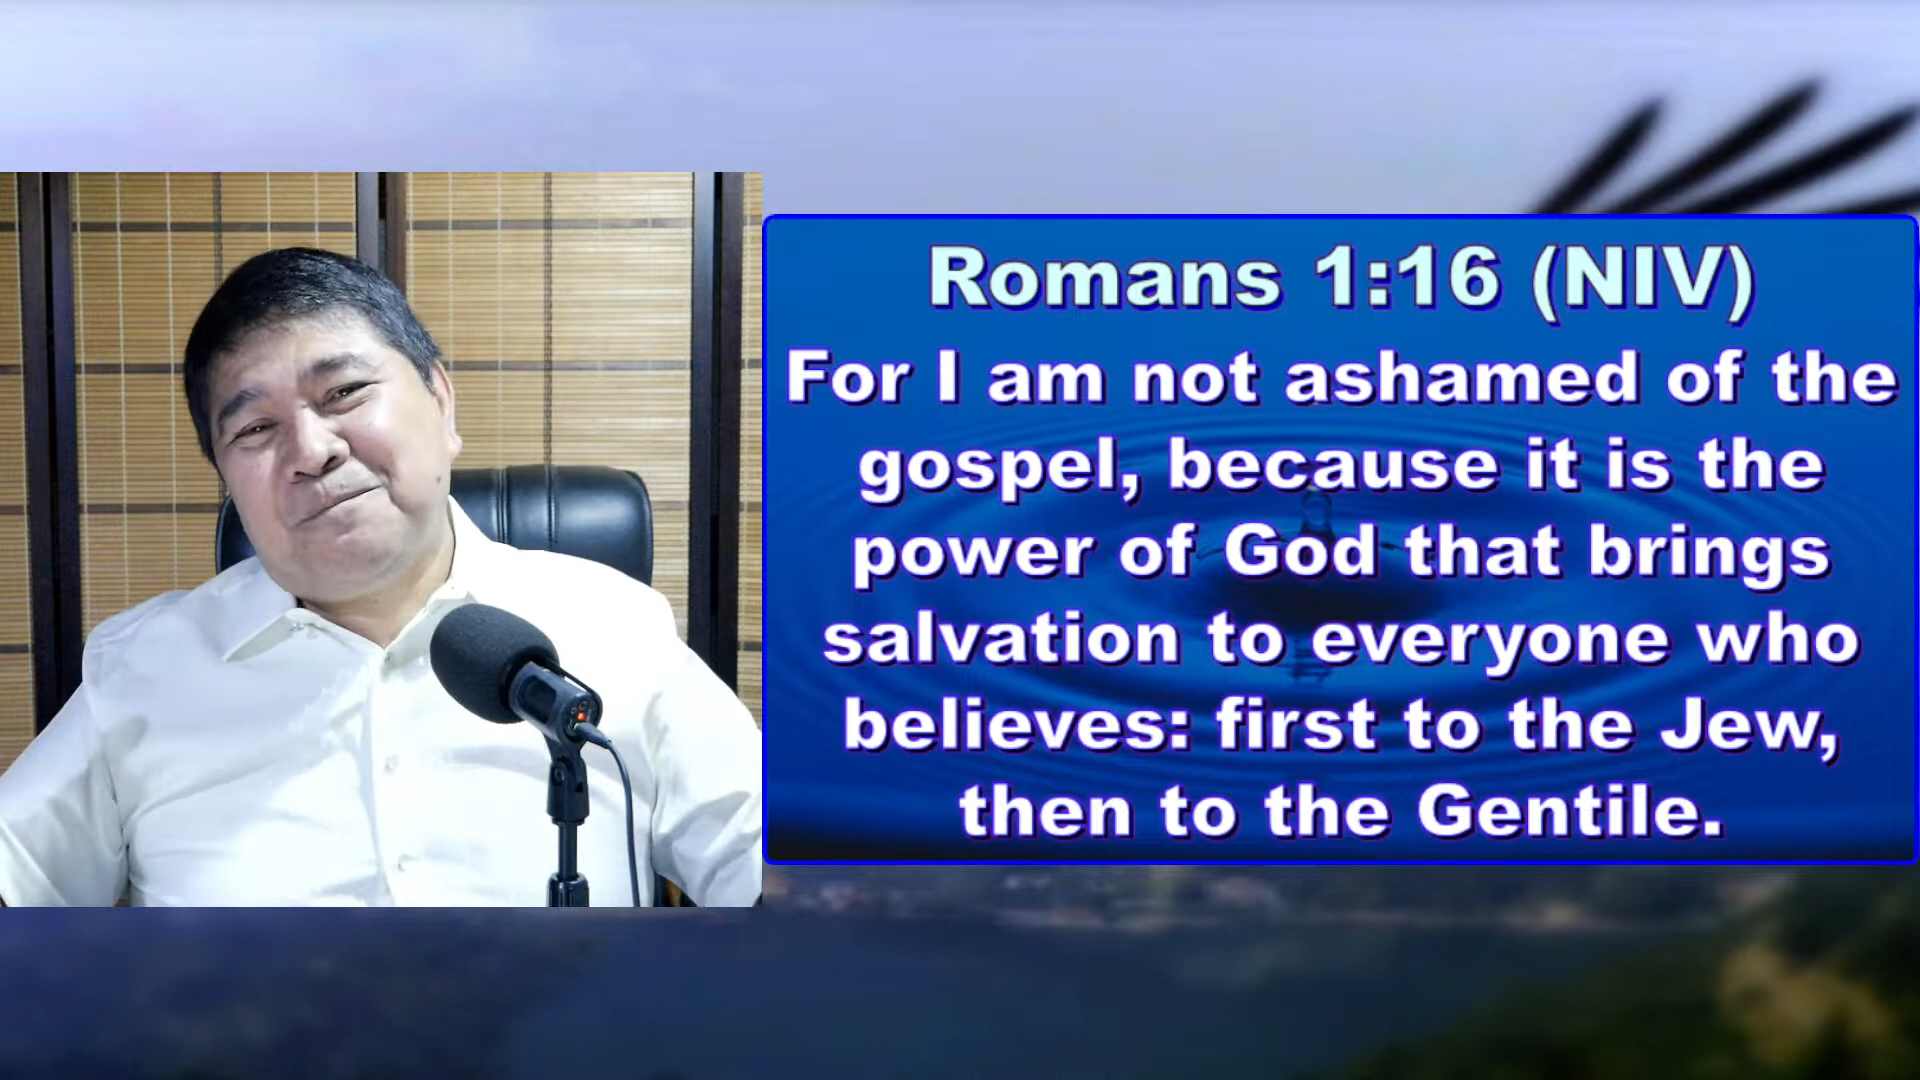 Romans 1:16 (NIV)
For I am not ashamed of the
gospel, because it is the
power of God that brings
salvation to everyone who
believes: first to the Jew,
then to the Gentile.